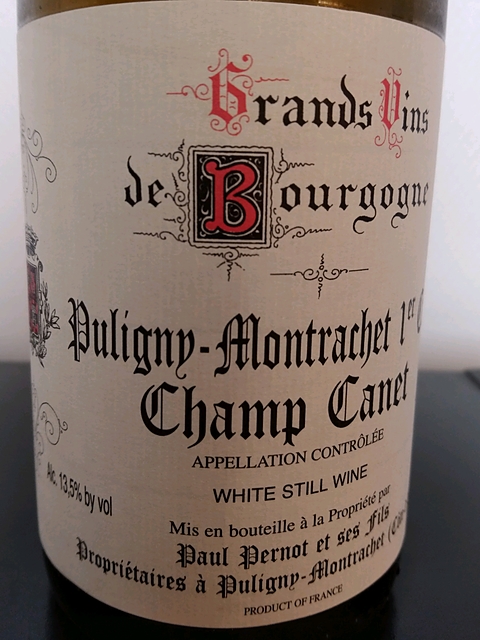 Grands Vins
de Bourgogne
Puligny-Montrachet 1er
Champ Canet
APPELLATION CONTRÔLÉE
WHITE STILL WINE
Alc. 13,5% by vol
Mis en bouteille à la Propriété par
Paul Pernot et ses Fils
Propriétaires à Puligny-Montrachet
PRODUCT OF FRANCE